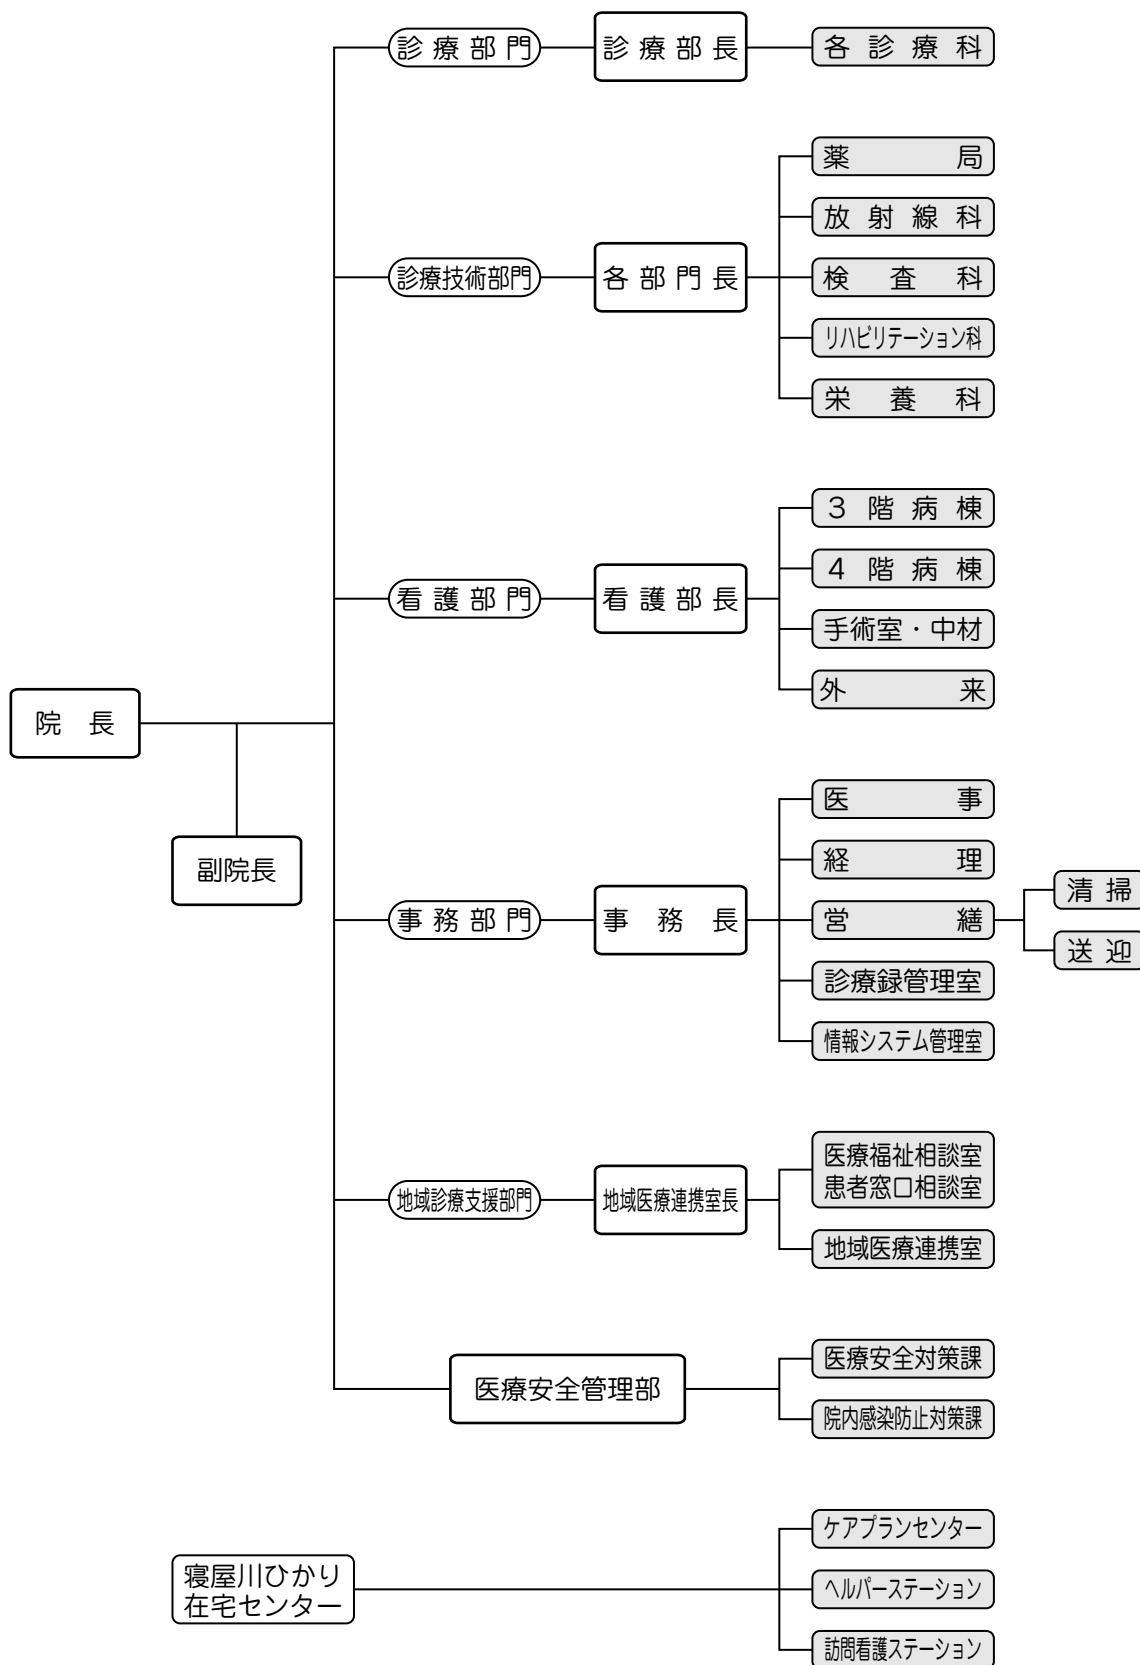 診療部門
診療部長
各診療科
診療技術部門
各部門長
薬局
放射線科
検査科
リハビリテーション科
栄養科
看護部門
看護部長
3階病棟
4階病棟
手術室・中材
外来
院長
副院長
事務部門
事務長
医事
経理
営繕
清掃
送迎
診療録管理室
情報システム管理室
地域診療支援部門
地域医療連携室長
医療福祉相談室
患者窓口相談室
地域医療連携室
医療安全管理部
医療安全対策課
院内感染防止対策課
寝屋川ひかり
在宅センター
ケアプランセンター
ヘルパーステーション
訪問看護ステーション